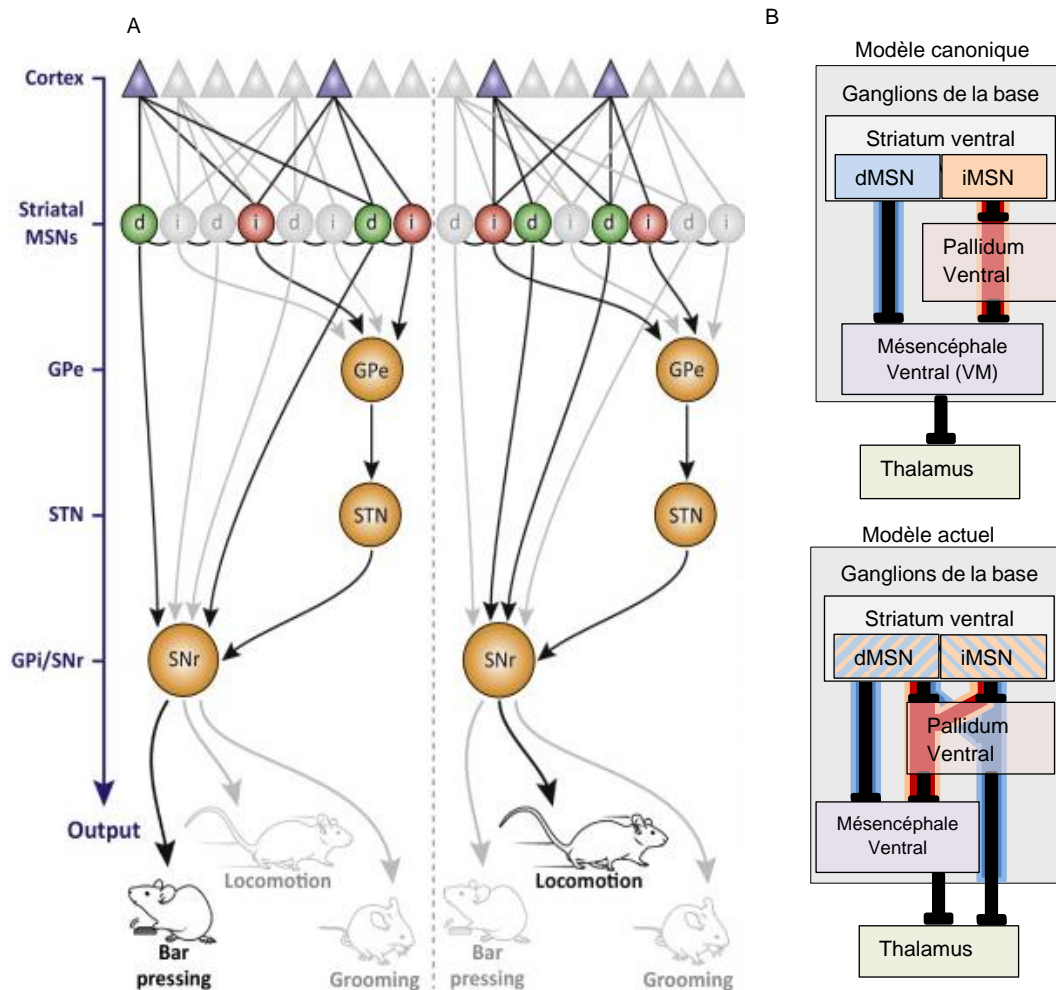 A
Cortex
Striatal
MSNs
d i d i d i d i
d i d i d i d i
GPe
GPe
GPe
STN
STN
STN
GPi/SNr
SNr
SNr
Output
Locomotion
Bar
pressing
Grooming
Locomotion
Bar
pressing
Grooming
B
Modèle canonique
Ganglions de la base
Striatum ventral
dMSN iMSN
Pallidum
Ventral
Mésencéphale
Ventral (VM)
Thalamus
Modèle actuel
Ganglions de la base
Striatum ventral
dMSN iMSN
Pallidum
Ventral
Mésencéphale
Ventral
Thalamus